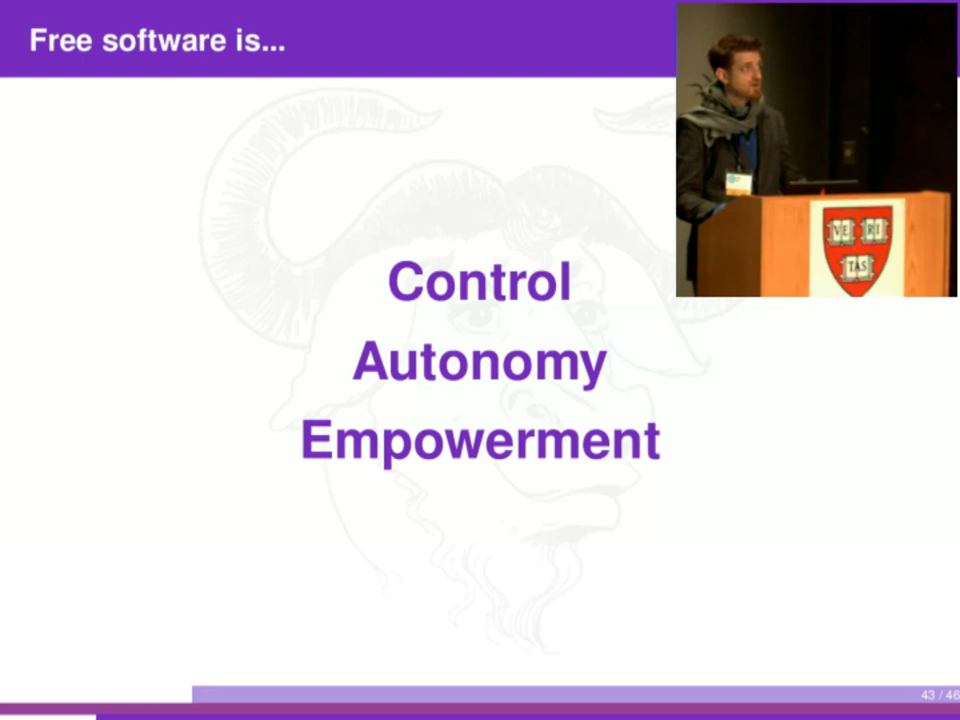 Free software is...
VE RI
TAS
Control
Autonomy
Empowerment
43 / 46